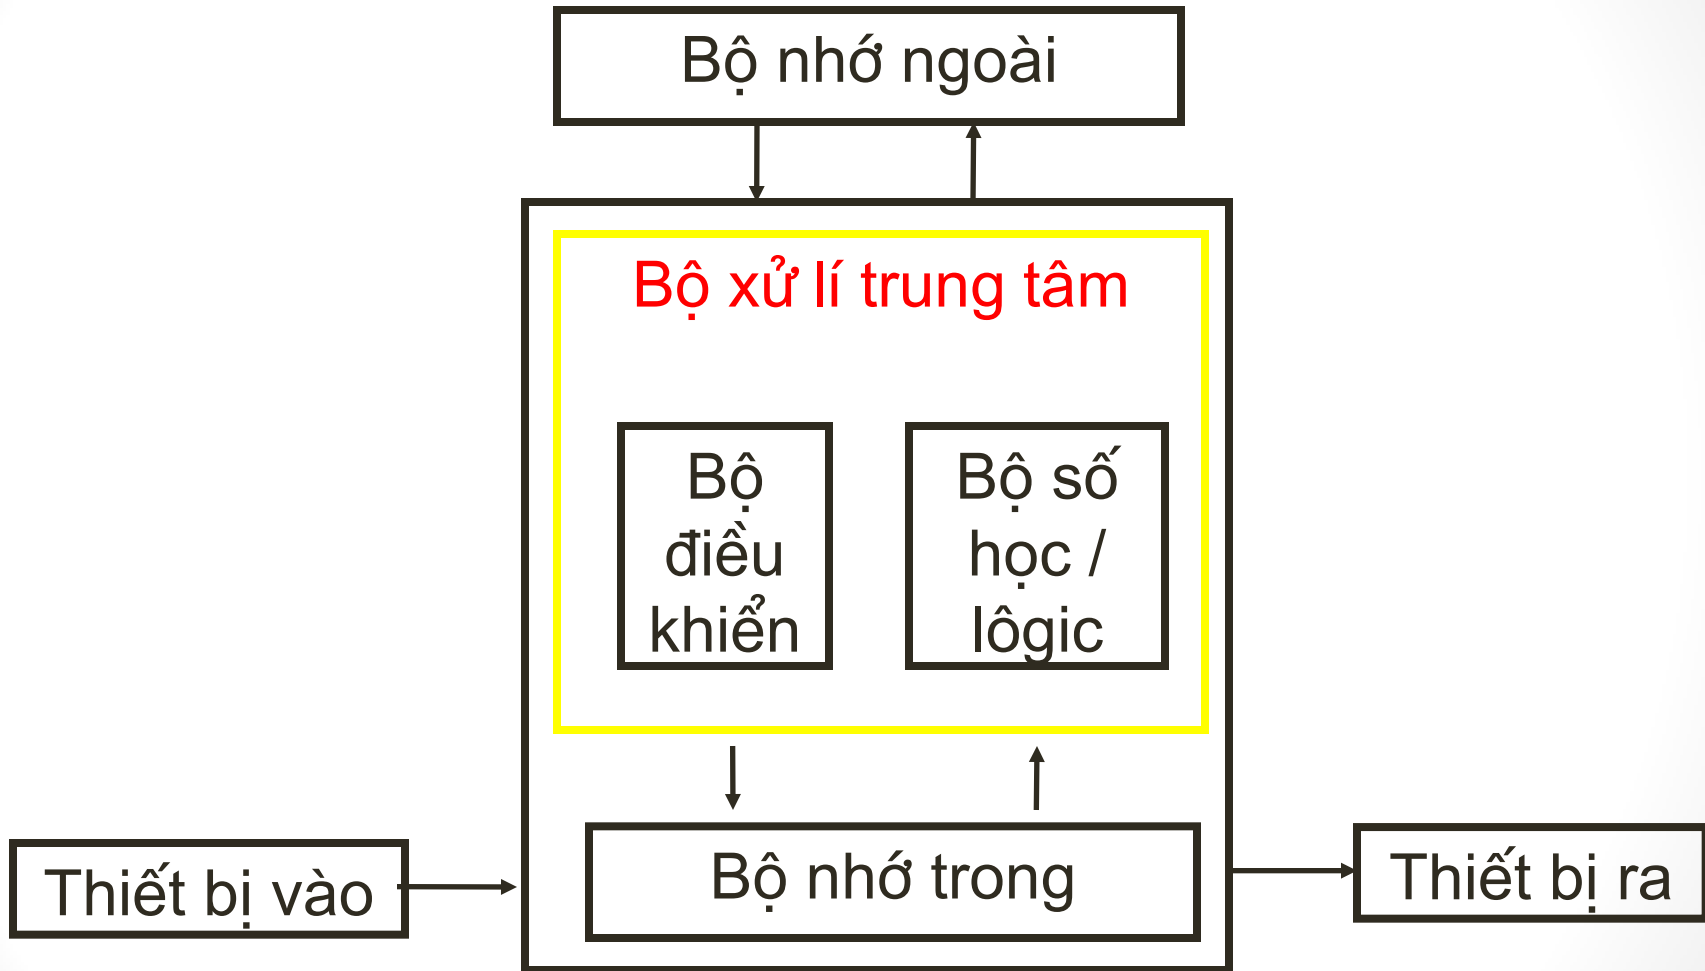 Bộ nhớ ngoài
Bộ xử lí trung tâm
Bộ
điều
khiển
Bộ số
học /
lôgic
Bộ nhớ trong
Thiết bị vào
Thiết bị ra